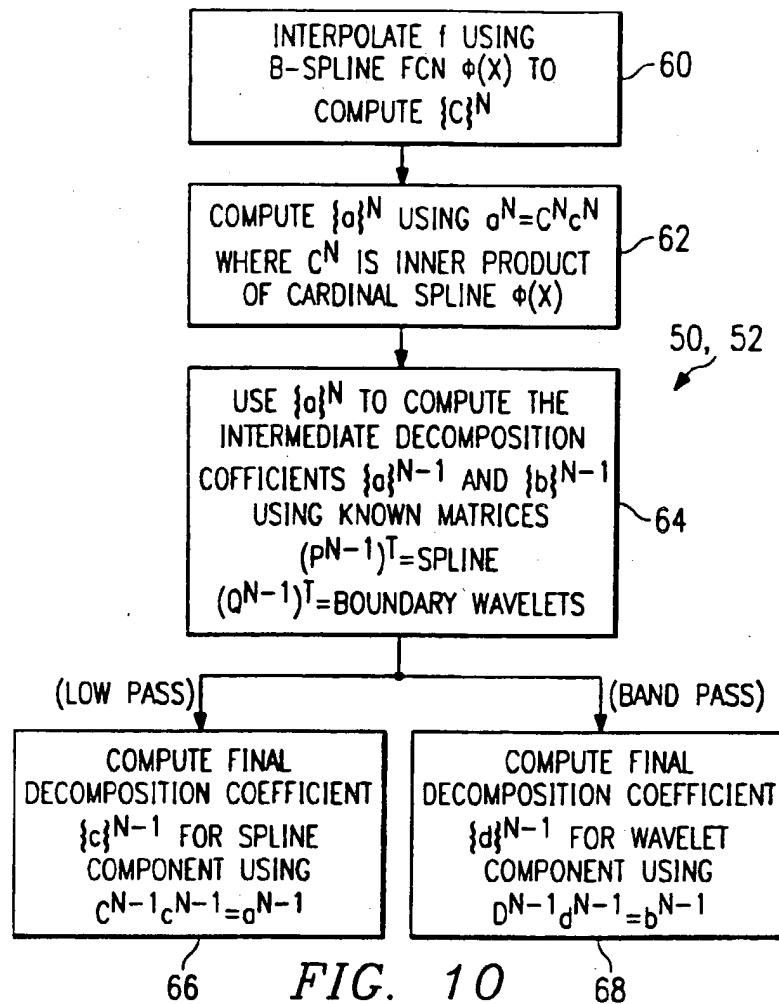 INTERPOLATE f USING
B-SPLINE FCN ϕ(X) TO
COMPUTE {C}^N
60
COMPUTE {a}^N USING a^N=C^Nc^N
WHERE C^N IS INNER PRODUCT
OF CARDINAL SPLINE ϕ(X)
62
50, 52
USE {a}^N TO COMPUTE THE
INTERMEDIATE DECOMPOSITION
COFFICIENTS {a}^N-1 AND {b}^N-1
USING KNOWN MATRICES
(P^N-1)^T=SPLINE
(Q^N-1)^T=BOUNDARY WAVELETS
64
(LOW PASS)
(BAND PASS)
COMPUTE FINAL
DECOMPOSITION COEFFICIENT
{c}^N-1 FOR SPLINE
COMPONENT USING
C^N-1c^N-1=a^N-1
66
COMPUTE FINAL
DECOMPOSITION COEFFICIENT
{d}^N-1 FOR WAVELET
COMPONENT USING
D^N-1d^N-1=b^N-1
68
FIG. 10